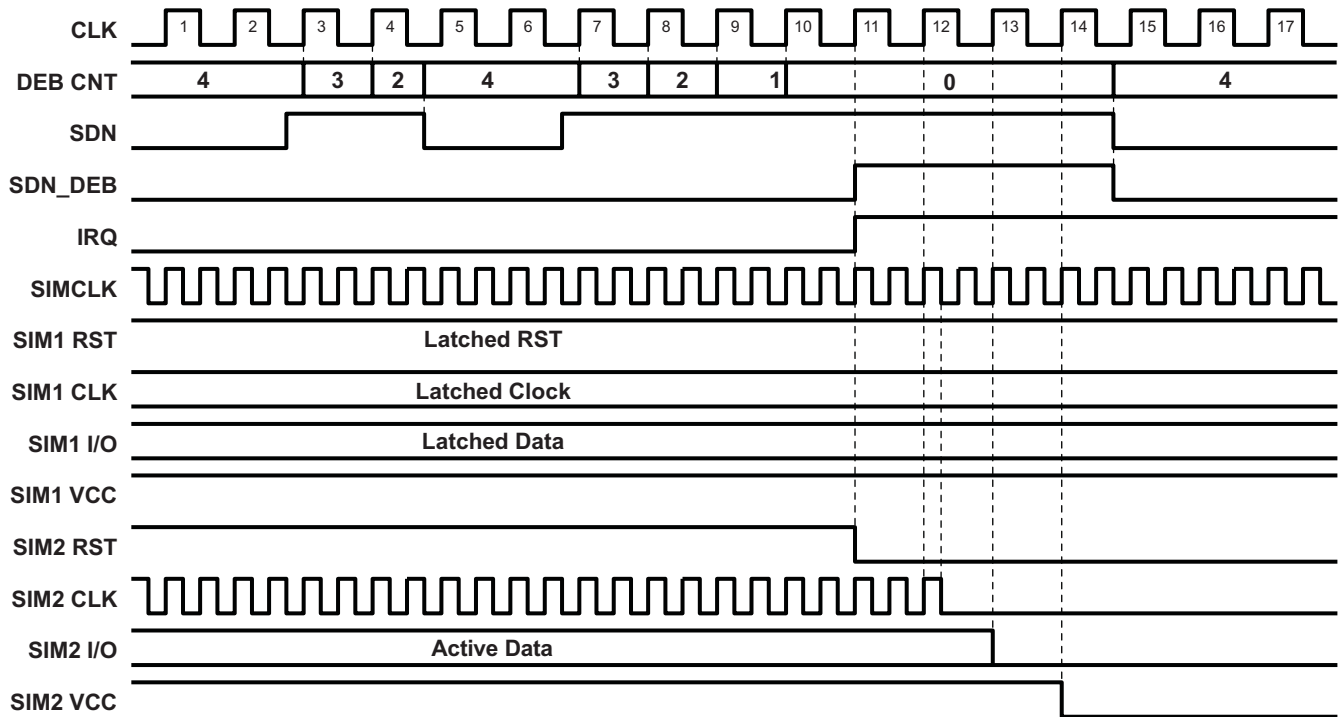 CLK 1 2 3 4 5 6 7 8 9 10 11 12 13 14 15 16 17
DEB CNT 4 3 2 4 3 2 1 0 4
SDN
SDN_DEB
IRQ
SIMCLK
SIM1 RST Latched RST
SIM1 CLK Latched Clock
SIM1 I/O Latched Data
SIM1 VCC
SIM2 RST
SIM2 CLK
SIM2 I/O Active Data
SIM2 VCC